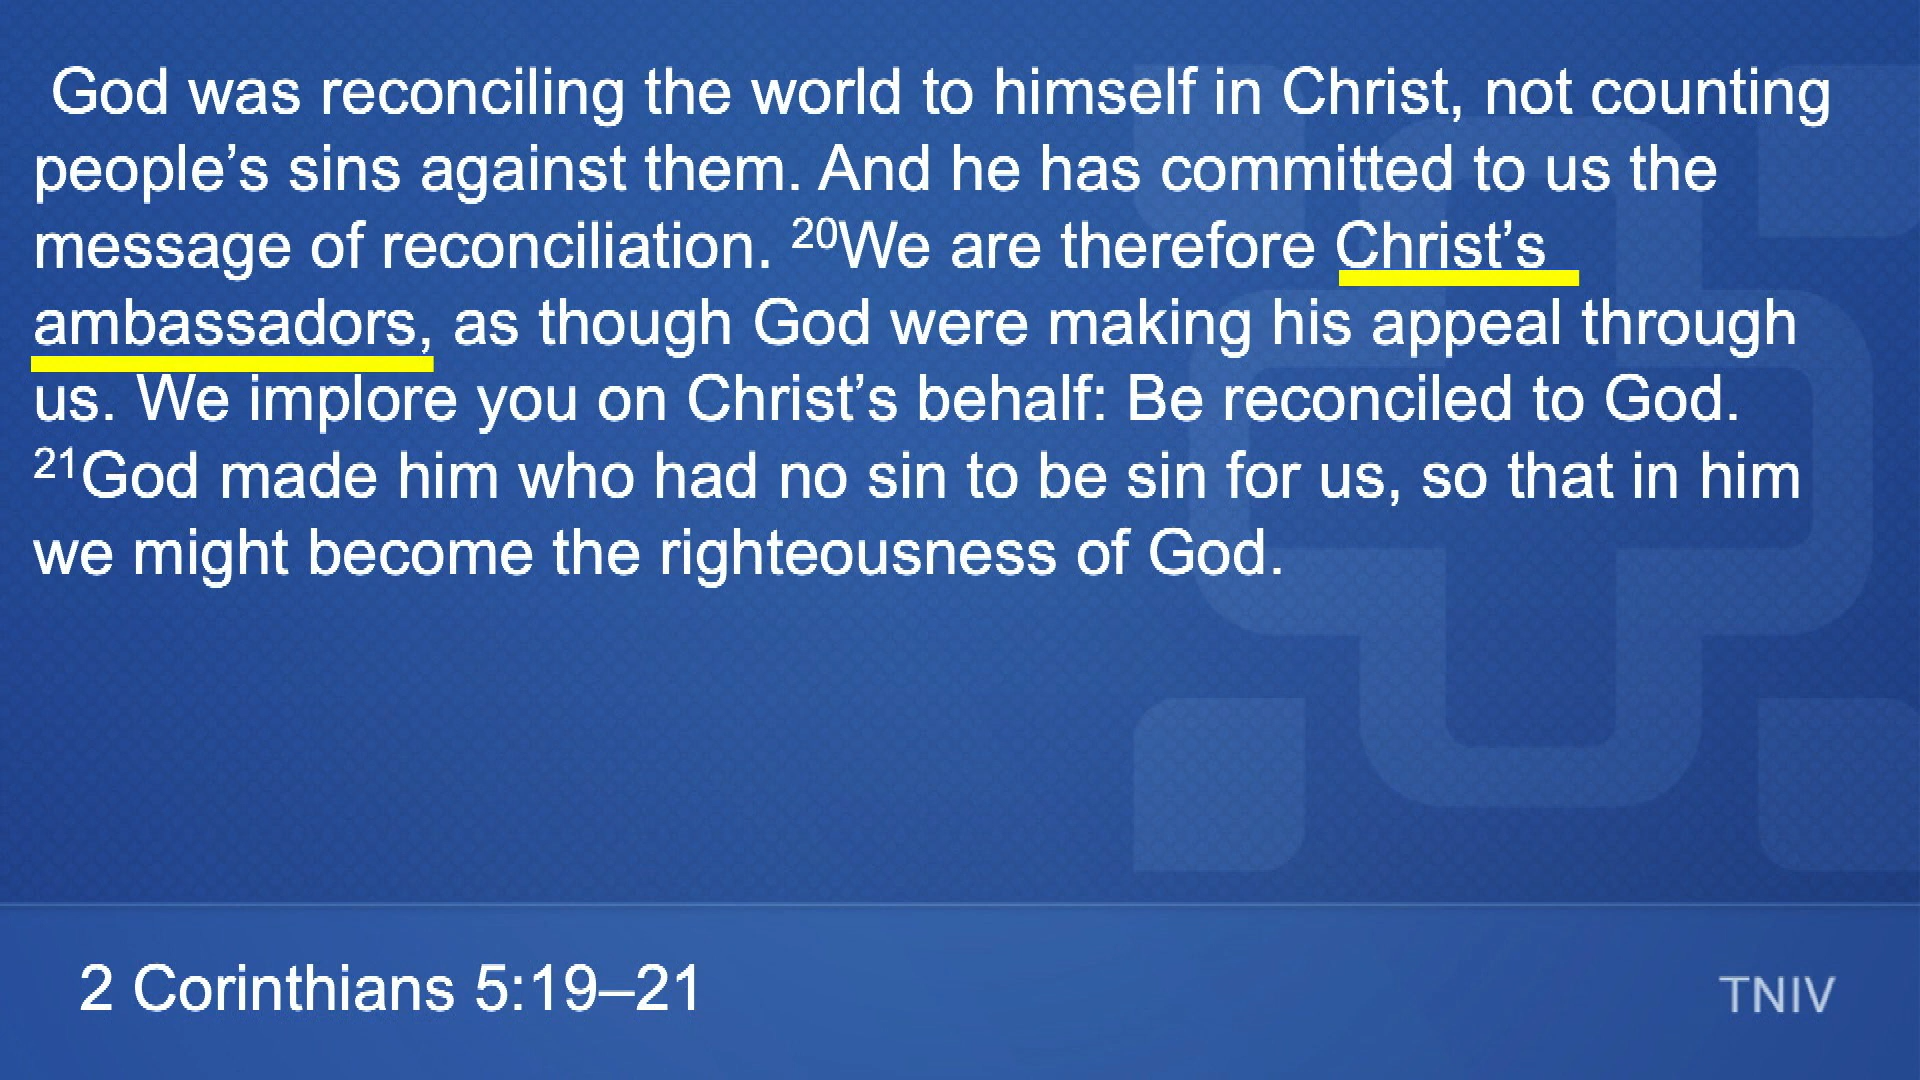 God was reconciling the world to himself in Christ, not counting
people’s sins against them. And he has committed to us the
message of reconciliation. ²⁰We are therefore Christ’s
ambassadors, as though God were making his appeal through
us. We implore you on Christ’s behalf: Be reconciled to God.
²¹God made him who had no sin to be sin for us, so that in him
we might become the righteousness of God.
2 Corinthians 5:19–21
TNIV